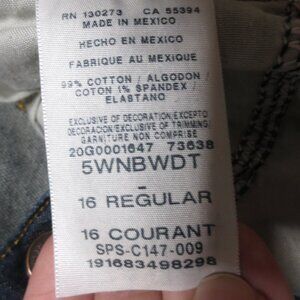 RN 130273 CA 55394
MADE IN MEXICO
HECHO EN MEXICO
FABRIQUE AU MEXIQUE
99% COTTON / ALGODON /
COTON 1% SPANDEX /
ELASTANO
EXCLUSIVE OF DECORATION/EXCEPTO
DECORACION/EXCLUSIVE OF TRIMMING/
GARNITURE NON COMPRISE
20G0001647 73638
5WNBWDT
-
16 REGULAR
16 COURANT
SPS-C147-009
191683498298